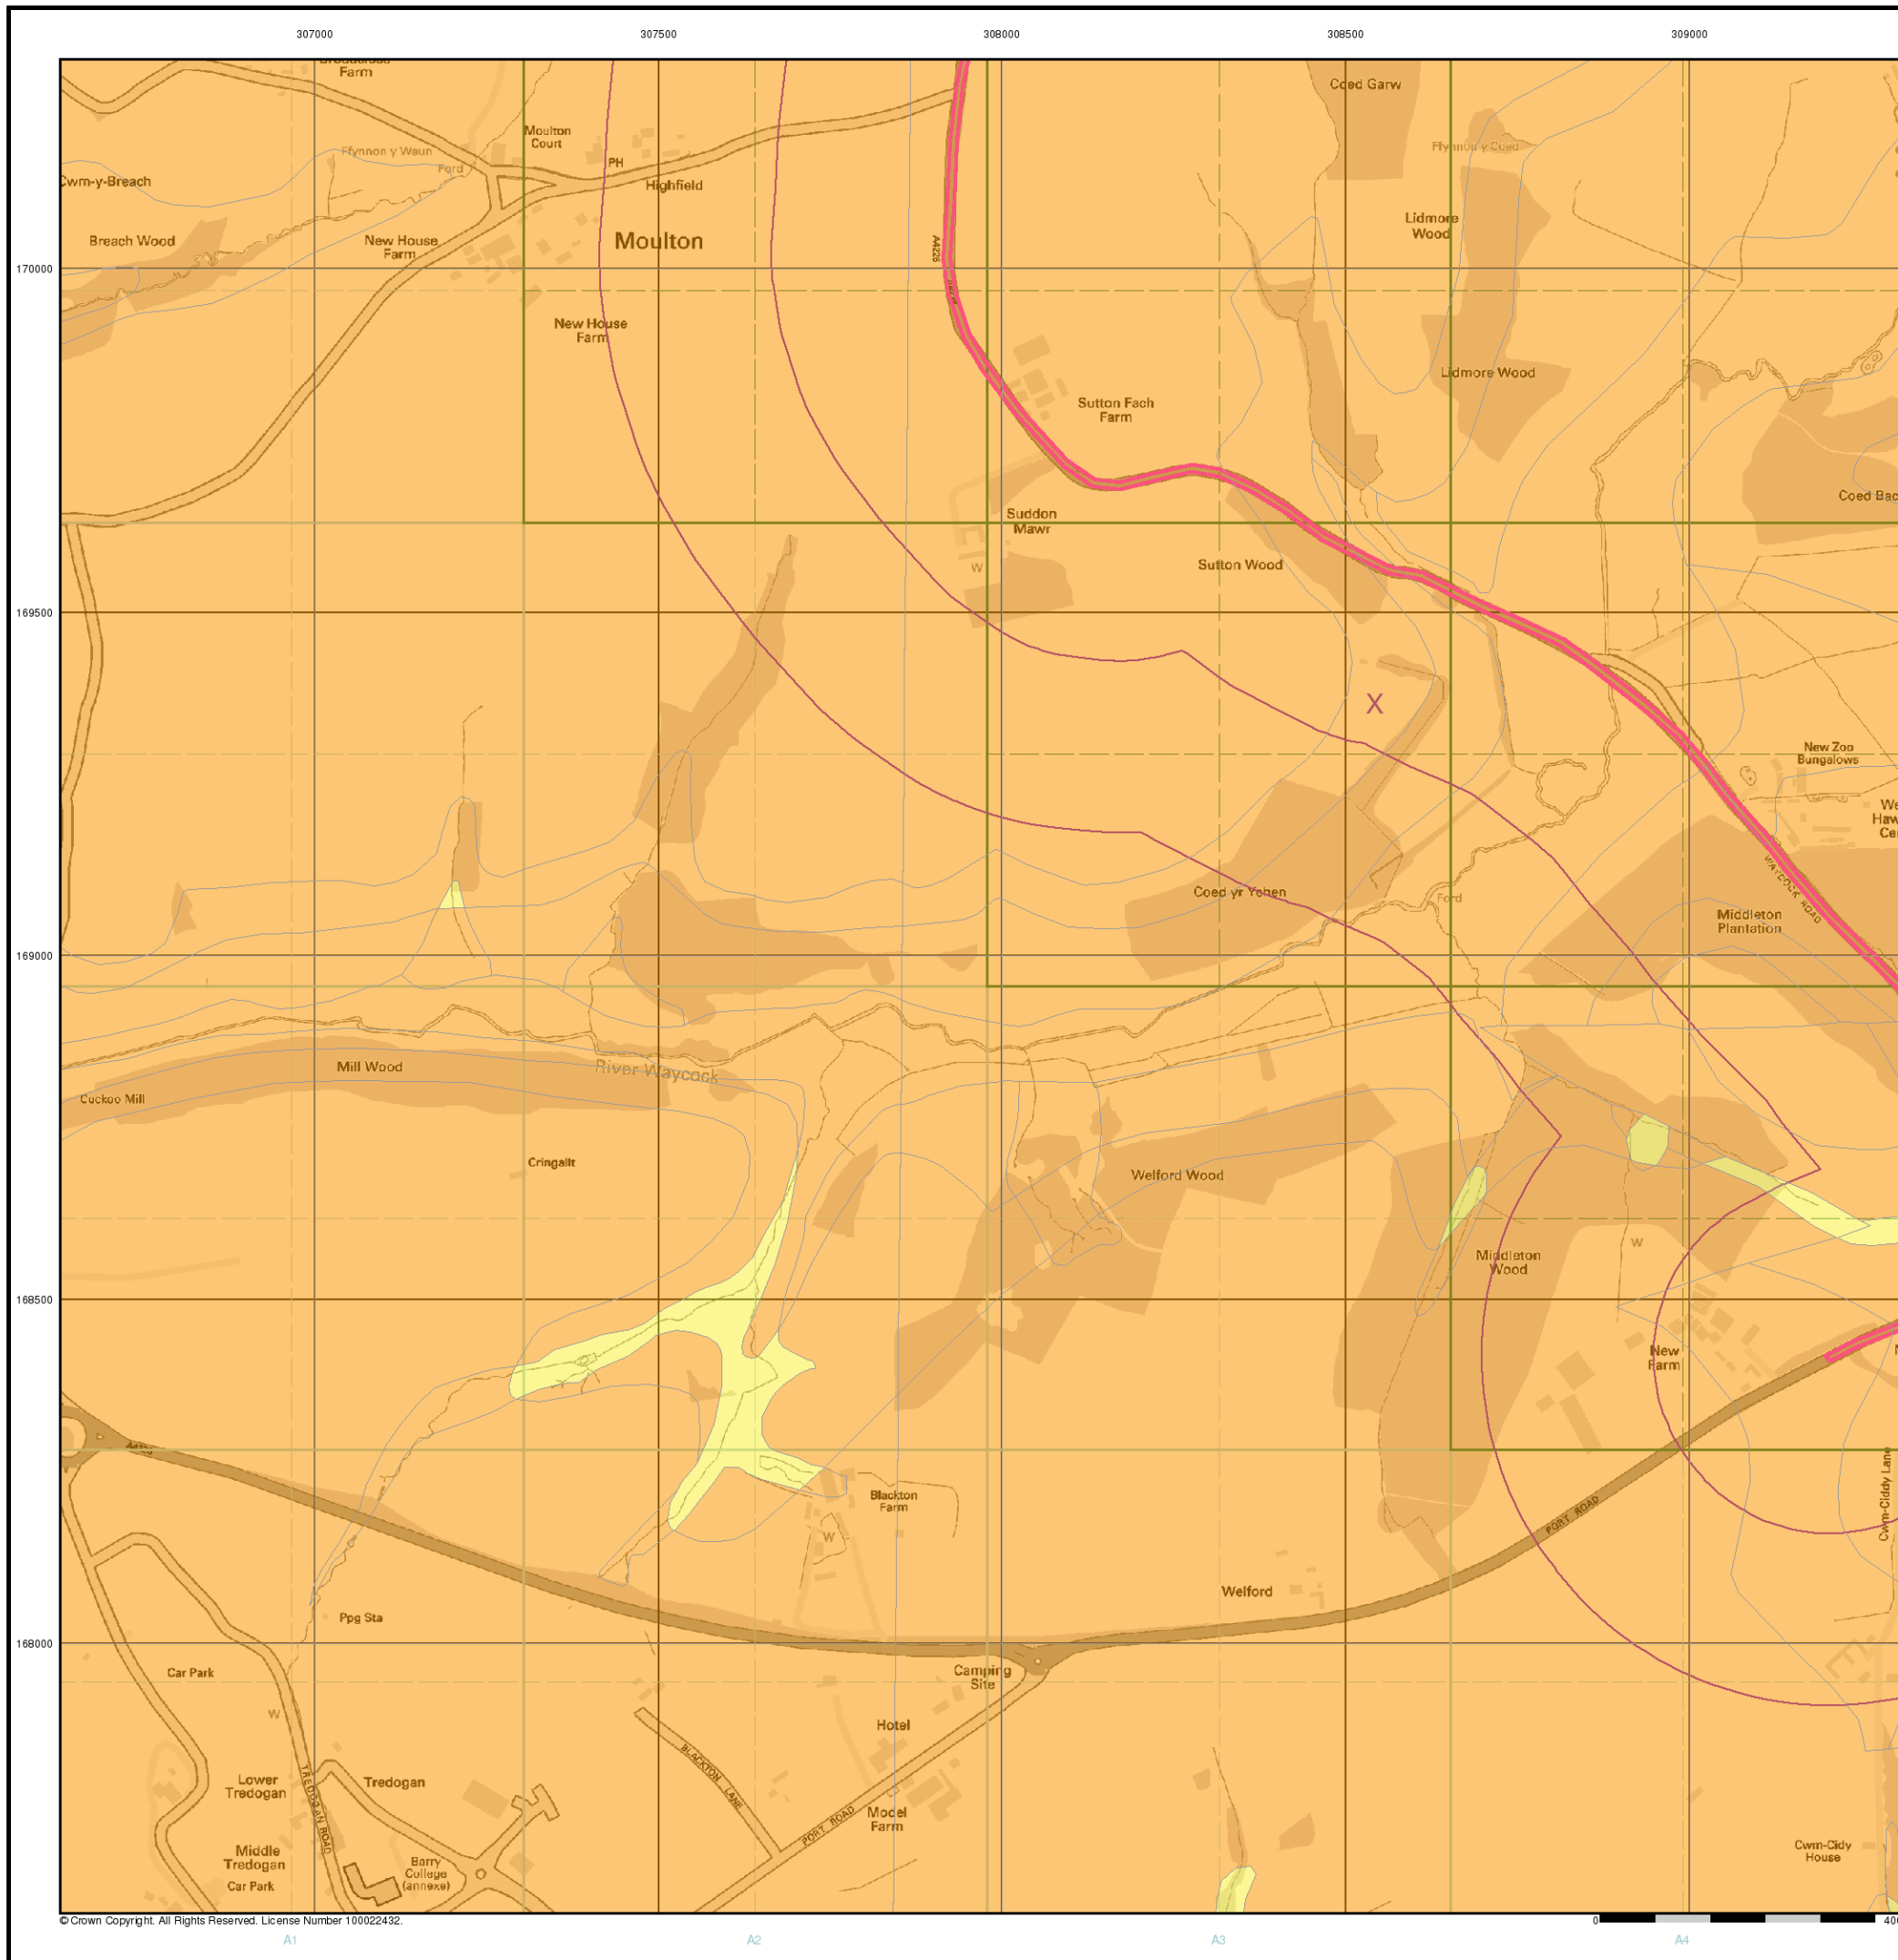 307000
307500
308000
308500
309000
Farm
Coed Garw
Moulton
Court
Ffynnon y Waun
Ford
PH
Ffynnon y Coed
Cwm-y-Breach
Highfield
Breach Wood
New House
Farm
Moulton
Lidmore
Wood
A4226
170000
New House
Farm
Lidmore Wood
Sutton Fach
Farm
Coed Bac
Suddon
Mawr
W
Sutton Wood
169500
X
New Zoo
Bungalows
We
Haw
Cer
WAYCOCK ROAD
Coed yr Ychen
Ford
Middleton
Plantation
169000
Mill Wood
River Waycock
Cuckoo Mill
Cringallt
Welford Wood
W
Middleton
Wood
168500
New
Farm
N
Blackton
Farm
W
PORT ROAD
Cwm-Ciddy Lane
Welford
Ppg Sta
168000
Car Park
Camping
Site
W
Hotel
BLACKTON LANE
Lower
Tredogan
Tredogan
TREDOGAN ROAD
PORT ROAD
Model
Farm
Middle
Tredogan
Car Park
Barry
College
(annexe)
Cwm-Cidy
House
© Crown Copyright. All Rights Reserved. License Number 100022432.
0
400
A1
A2
A3
A4